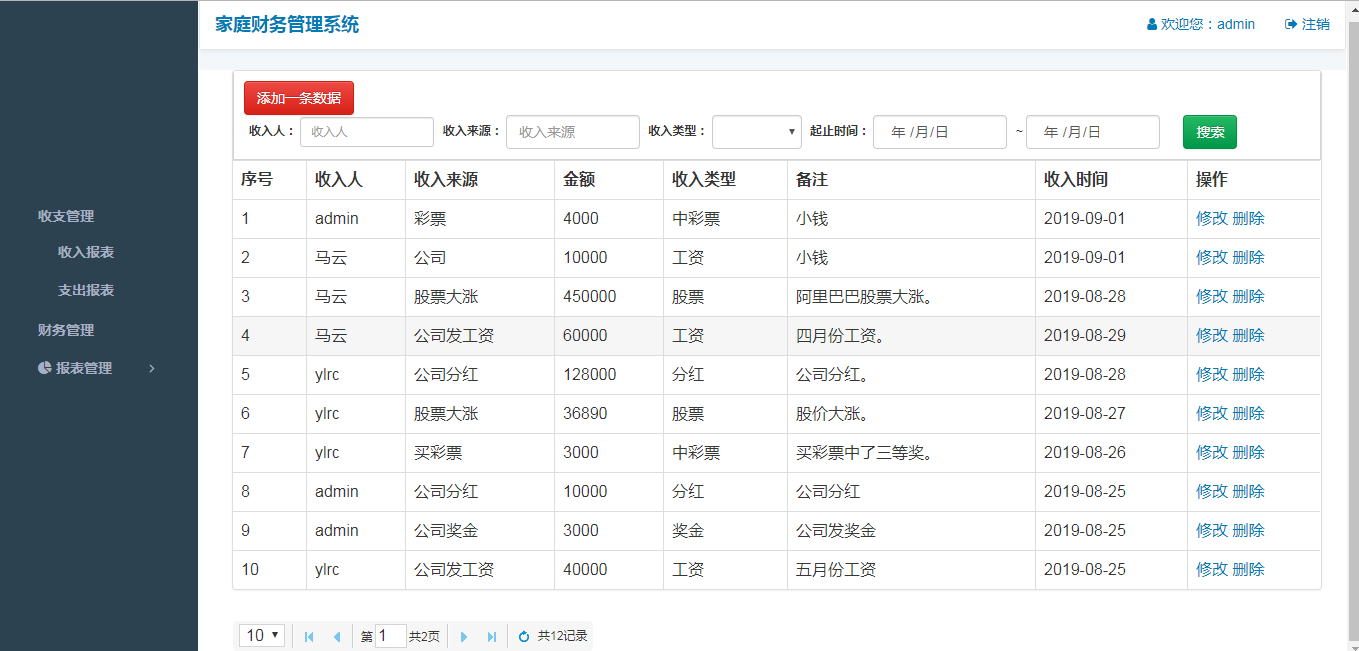 家庭财务管理系统 欢迎您：admin 注销
收支管理
收入报表
支出报表
财务管理
报表管理
添加一条数据
收入人： 收入人 收入来源： 收入来源 收入类型： 起止时间： 年 /月/日 ~ 年 /月/日 搜索
序号 收入人 收入来源 金额 收入类型 备注 收入时间 操作
1 admin 彩票 4000 中彩票 小钱 2019-09-01 修改 删除
2 马云 公司 10000 工资 小钱 2019-09-01 修改 删除
3 马云 股票大涨 450000 股票 阿里巴巴股票大涨。 2019-08-28 修改 删除
4 马云 公司发工资 60000 工资 四月份工资。 2019-08-29 修改 删除
5 ylrc 公司分红 128000 分红 公司分红。 2019-08-28 修改 删除
6 ylrc 股票大涨 36890 股票 股价大涨。 2019-08-27 修改 删除
7 ylrc 买彩票 3000 中彩票 买彩票中了三等奖。 2019-08-26 修改 删除
8 admin 公司分红 10000 分红 公司分红 2019-08-25 修改 删除
9 admin 公司奖金 3000 奖金 公司发奖金 2019-08-25 修改 删除
10 ylrc 公司发工资 40000 工资 五月份工资 2019-08-25 修改 删除
10 第 1 共2页 共12记录